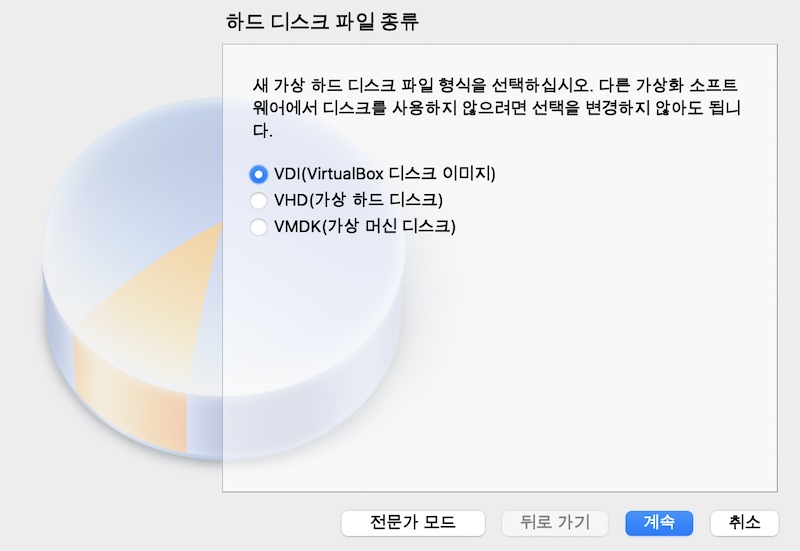 하드 디스크 파일 종류
새 가상 하드 디스크 파일 형식을 선택하십시오. 다른 가상화 소프트
웨어에서 디스크를 사용하지 않으려면 선택을 변경하지 않아도 됩니
다.
VDI(VirtualBox 디스크 이미지)
VHD(가상 하드 디스크)
VMDK(가상 머신 디스크)
전문가 모드 뒤로 가기 계속 취소